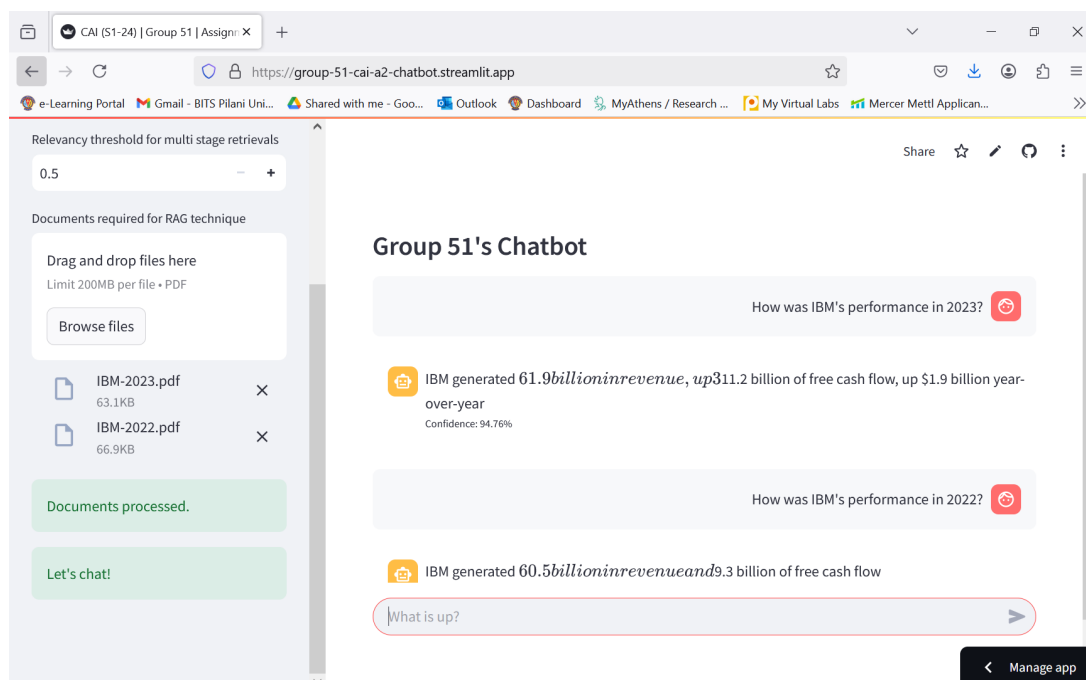 CAI (S1-24) | Group 51 | Assignm
https://group-51-cai-a2-chatbot.streamlit.app
e-Learning Portal Gmail - BITS Pilani Uni... Shared with me - Goo... Outlook Dashboard MyAthens / Research ... My Virtual Labs Mercer Mettl Applican...
Relevancy threshold for multi stage retrievals
0.5
Documents required for RAG technique
Drag and drop files here
Limit 200MB per file • PDF
Browse files
IBM-2023.pdf
63.1KB
IBM-2022.pdf
66.9KB
Documents processed.
Let's chat!
Share
Group 51's Chatbot
How was IBM's performance in 2023?
IBM generated 61.9billioninrevenue, up311.2 billion of free cash flow, up $1.9 billion year-
over-year
Confidence: 94.76%
How was IBM's performance in 2022?
IBM generated 60.5billioninrevenueand9.3 billion of free cash flow
What is up?
Manage app